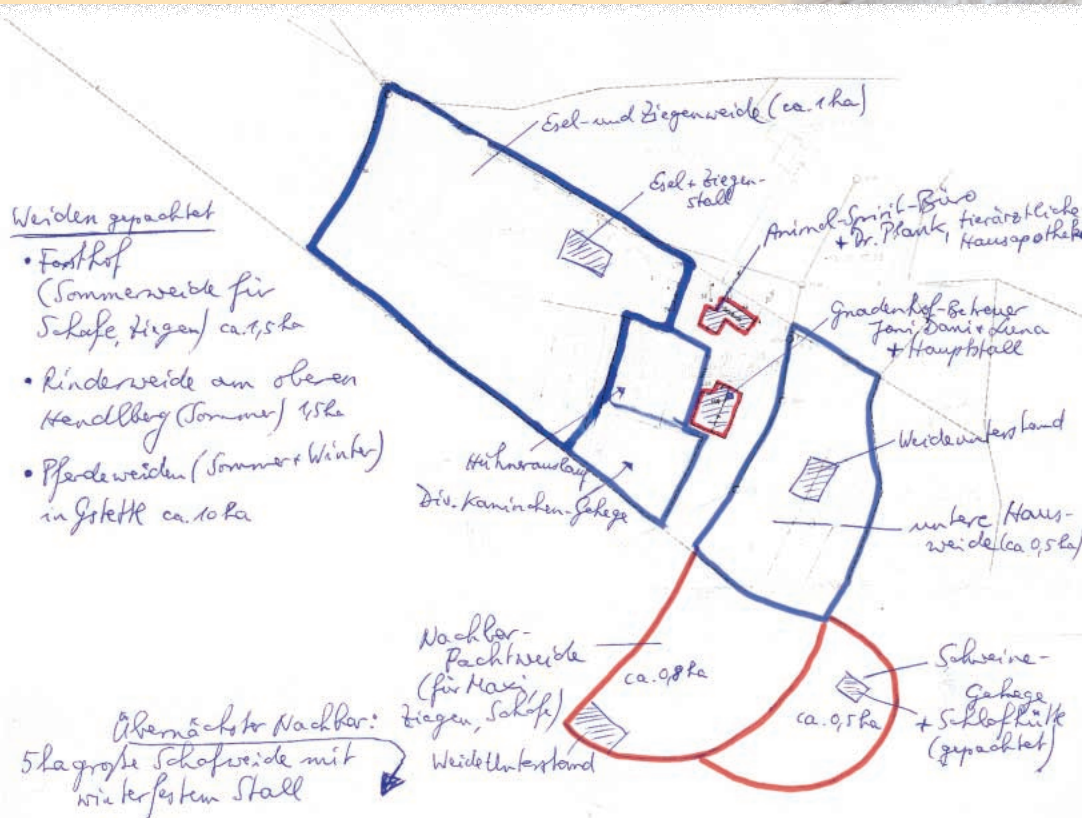 Esel- und Ziegenweide (ca. 1 ha)
Esel + Ziegen-
stall
Animal-Spirit-Büro
+ Dr. Plank, tierärztliche
Hausapotheke
Gnadenhof-Betreuer
Joni, Dani + Luna
+ Hauptstall
Weiden gepachtet
• Forsthof
(Sommerweide für
Schafe, Ziegen) ca. 1,5 ha
• Rinderweide am oberen
Hendlberg (Sommer) 1,5 ha
• Pferdeweiden (Sommer + Winter)
in Gstettl ca. 10 ha
Hühnerauslauf
Div. Kaninchen-Gehege
Weideunterstand
untere Haus-
weide (ca. 0,5 ha)
Nachbar-
Pachtweide
(für Maxi,
Ziegen, Schafe)
ca. 0,8 ha
Weideunterstand
Schweine-
Gehege
+ Schlafhütte
(gepachtet)
ca. 0,5 ha
Übernächster Nachbar:
5 ha große Schafweide mit
winterfestem Stall